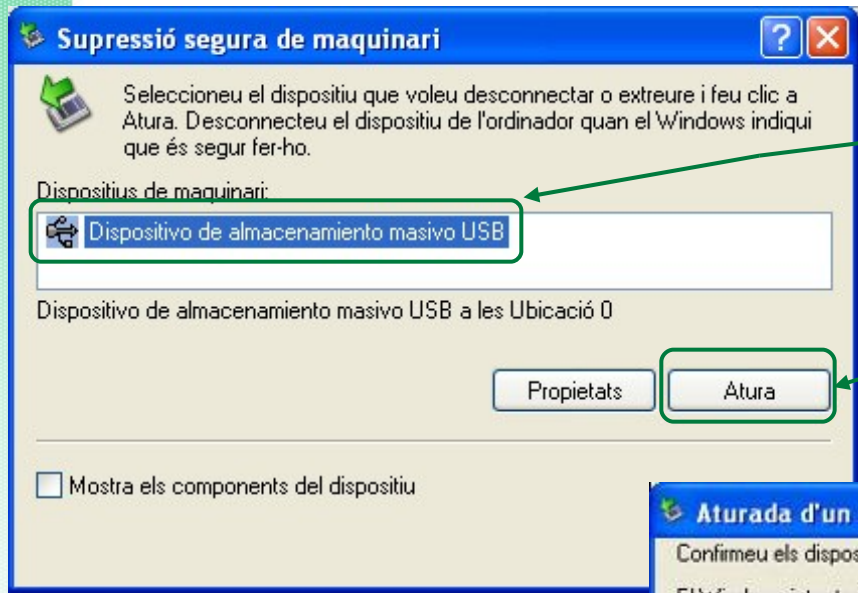 Supressió segura de maquinari
Seleccioneu el dispositiu que voleu desconnectar o extreure i feu clic a
Atura. Desconnecteu el dispositiu de l'ordinador quan el Windows indiqui
que és segur fer-ho.
Dispositius de maquinari:
Dispositivo de almacenamiento masivo USB
Dispositivo de almacenamiento masivo USB a les Ubicació 0
Propietats
Atura
Mostra els components del dispositiu
Aturada d'un
Confirmeu els